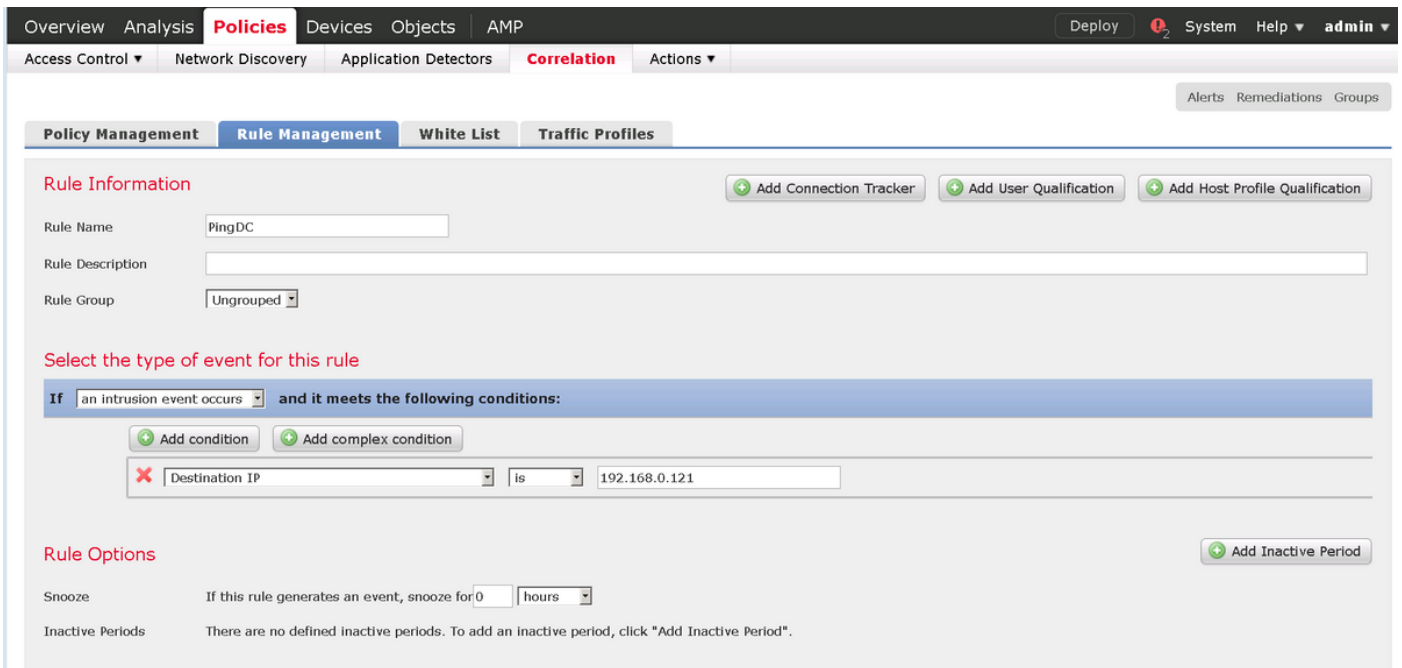 Overview Analysis Policies Devices Objects AMP Deploy 2 System Help admin
Access Control Network Discovery Application Detectors Correlation Actions
Alerts Remediations Groups
Policy Management Rule Management White List Traffic Profiles
Rule Information Add Connection Tracker Add User Qualification Add Host Profile Qualification
Rule Name PingDC
Rule Description
Rule Group Ungrouped
Select the type of event for this rule
If an intrusion event occurs and it meets the following conditions:
Add condition Add complex condition
Destination IP is 192.168.0.121
Rule Options Add Inactive Period
Snooze If this rule generates an event, snooze for 0 hours
Inactive Periods There are no defined inactive periods. To add an inactive period, click "Add Inactive Period".